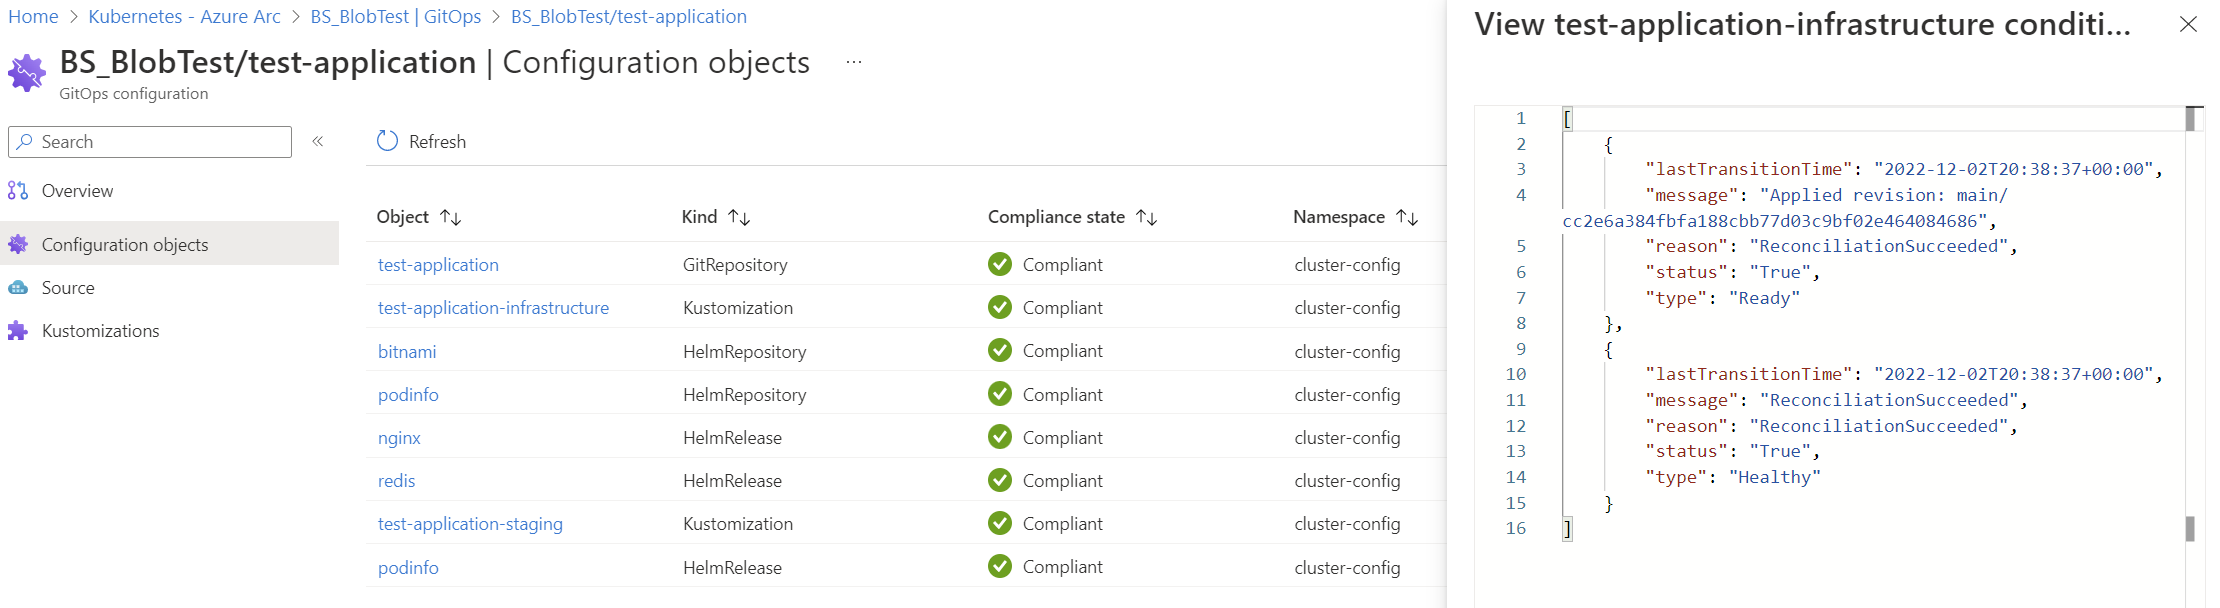 Home > Kubernetes - Azure Arc > BS_BlobTest | GitOps > BS_BlobTest/test-application
BS_BlobTest/test-application | Configuration objects ...
GitOps configuration
Search «
Overview
Configuration objects
Source
Kustomizations
Refresh
Object ↑↓ Kind ↑↓ Compliance state ↑↓ Namespace ↑↓
test-application GitRepository Compliant cluster-config
test-application-infrastructure Kustomization Compliant cluster-config
bitnami HelmRepository Compliant cluster-config
podinfo HelmRepository Compliant cluster-config
nginx HelmRelease Compliant cluster-config
redis HelmRelease Compliant cluster-config
test-application-staging Kustomization Compliant cluster-config
podinfo HelmRelease Compliant cluster-config
View test-application-infrastructure conditi...
1 [
2 {
3 "lastTransitionTime": "2022-12-02T20:38:37+00:00",
4 "message": "Applied revision: main/
cc2e6a384fbfa188cbb77d03c9bf02e464084686",
5 "reason": "ReconciliationSucceeded",
6 "status": "True",
7 "type": "Ready"
8 },
9 {
10 "lastTransitionTime": "2022-12-02T20:38:37+00:00",
11 "message": "ReconciliationSucceeded",
12 "reason": "ReconciliationSucceeded",
13 "status": "True",
14 "type": "Healthy"
15 }
16 ]